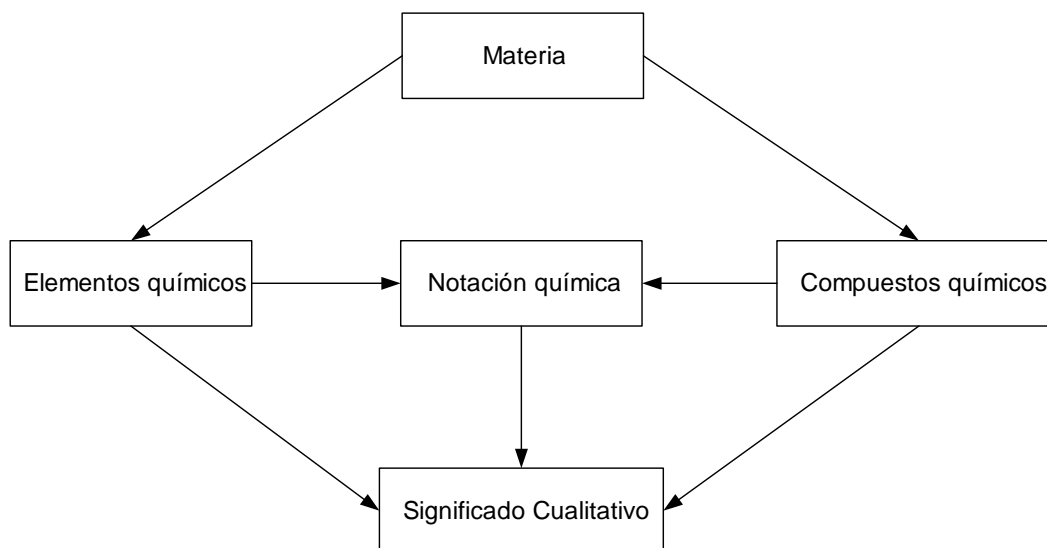 Materia
Elementos químicos
Notación química
Compuestos químicos
Significado Cualitativo